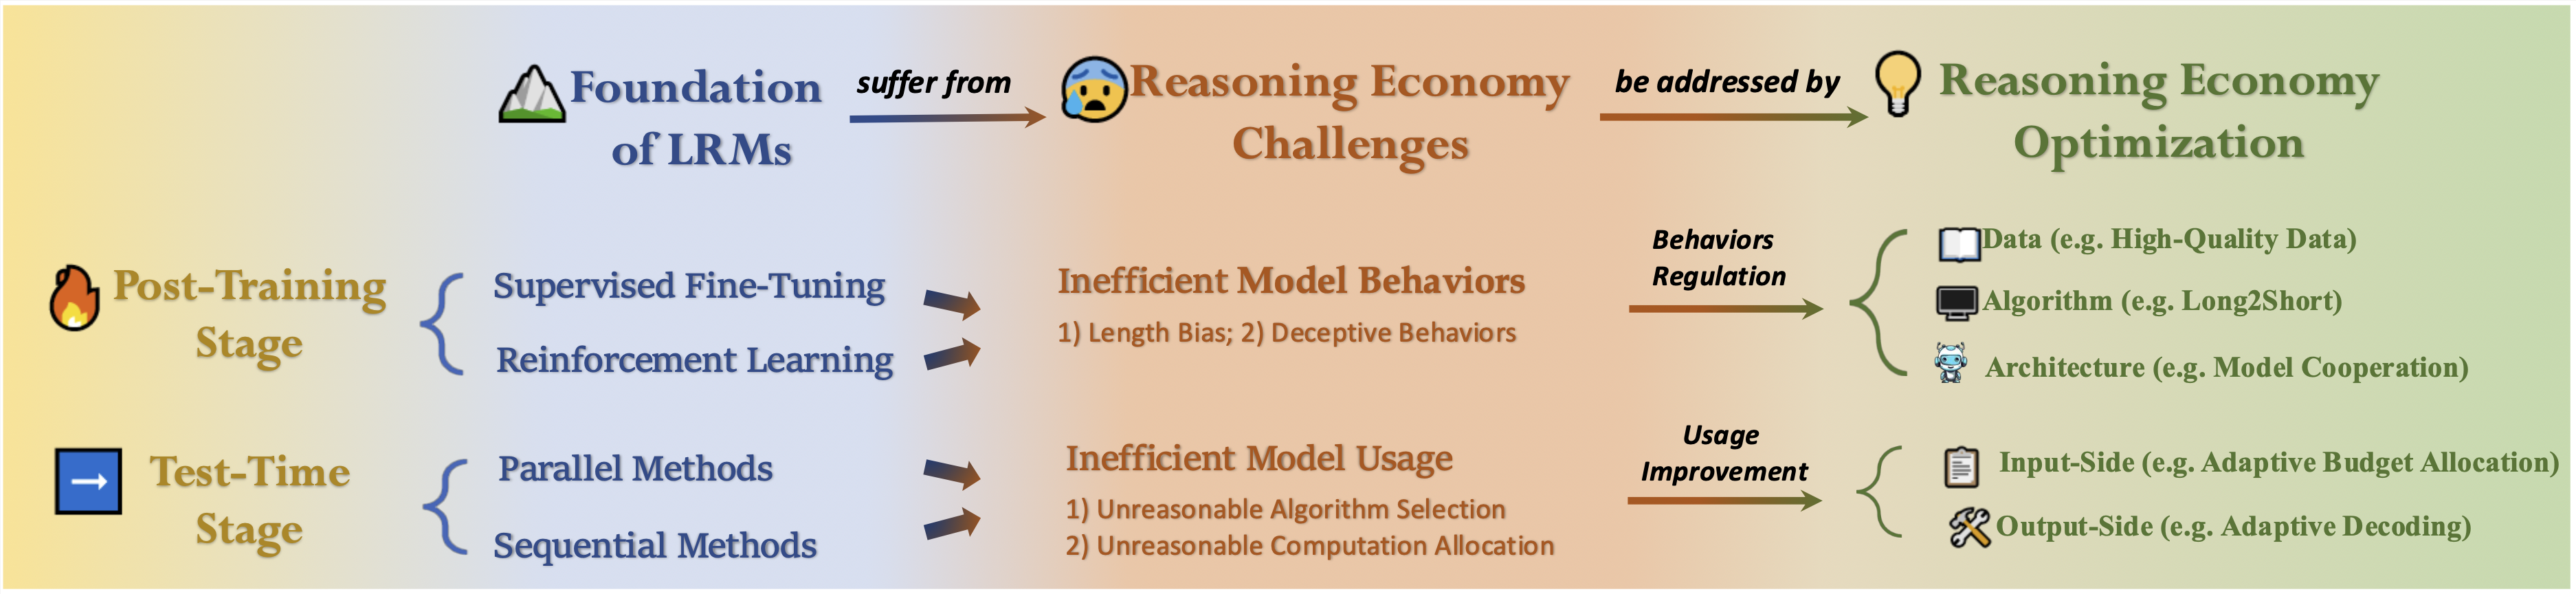 Foundation
of LRMs
suffer from
Reasoning Economy
Challenges
be addressed by
Reasoning Economy
Optimization
Post-Training
Stage
Supervised Fine-Tuning
Reinforcement Learning
Inefficient Model Behaviors
1) Length Bias; 2) Deceptive Behaviors
Behaviors
Regulation
Data (e.g. High-Quality Data)
Algorithm (e.g. Long2Short)
Architecture (e.g. Model Cooperation)
Test-Time
Stage
Parallel Methods
Sequential Methods
Inefficient Model Usage
1) Unreasonable Algorithm Selection
2) Unreasonable Computation Allocation
Usage
Improvement
Input-Side (e.g. Adaptive Budget Allocation)
Output-Side (e.g. Adaptive Decoding)